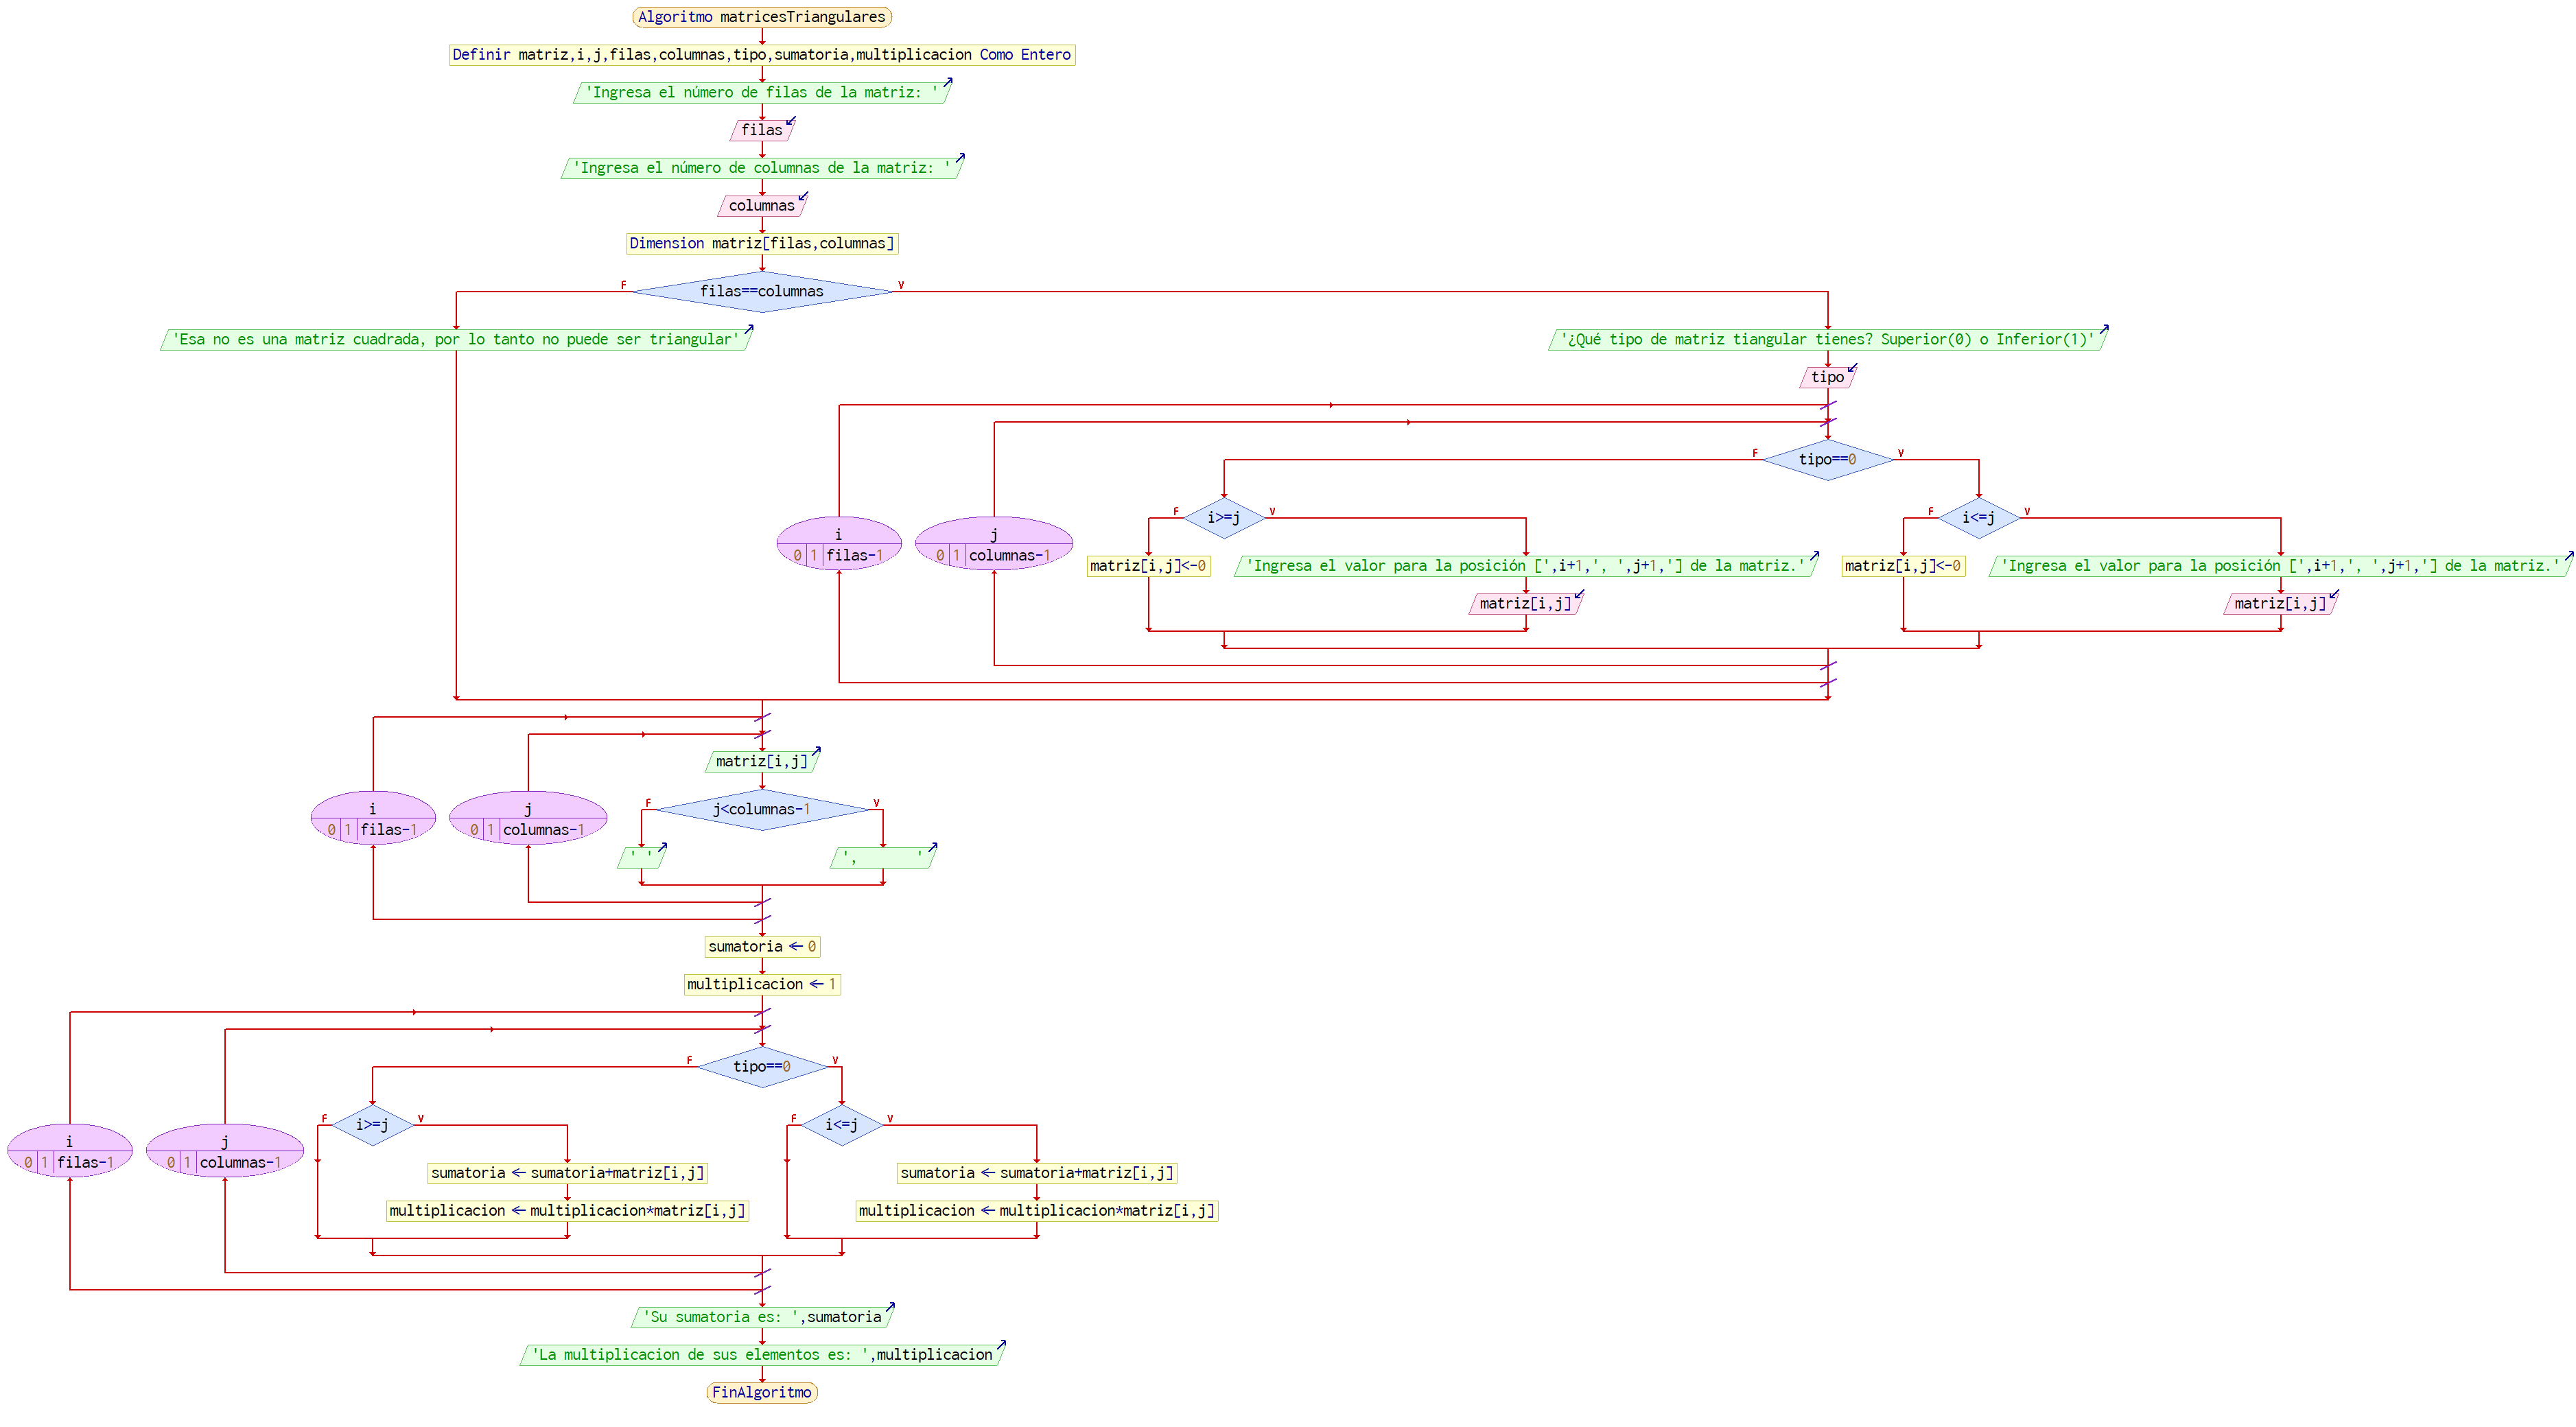 Algoritmo matricesTriangulares
Definir matriz,i,j,filas,columnas,tipo,sumatoria,multiplicacion Como Entero
'Ingresa el número de filas de la matriz: '
filas
'Ingresa el número de columnas de la matriz: '
columnas
Dimension matriz[filas,columnas]
F
filas==columnas
V
'Esa no es una matriz cuadrada, por lo tanto no puede ser triangular'
'¿Qué tipo de matriz tiangular tienes? Superior(0) o Inferior(1)'
tipo
F
tipo==0
V
F
i>=j
V
F
i<=j
V
i
0 1 filas-1
j
0 1 columnas-1
matriz[i,j]<-0
'Ingresa el valor para la posición [',i+1,', ',j+1,'] de la matriz.'
matriz[i,j]<-0
'Ingresa el valor para la posición [',i+1,', ',j+1,'] de la matriz.'
matriz[i,j]
matriz[i,j]
matriz[i,j]
i
0 1 filas-1
j
0 1 columnas-1
F
j<columnas-1
V
' '
',       '
sumatoria ← 0
multiplicacion ← 1
F
tipo==0
V
i
0 1 filas-1
j
0 1 columnas-1
F
i>=j
V
F
i<=j
V
sumatoria ← sumatoria+matriz[i,j]
sumatoria ← sumatoria+matriz[i,j]
multiplicacion ← multiplicacion*matriz[i,j]
multiplicacion ← multiplicacion*matriz[i,j]
'Su sumatoria es: ',sumatoria
'La multiplicacion de sus elementos es: ',multiplicacion
FinAlgoritmo